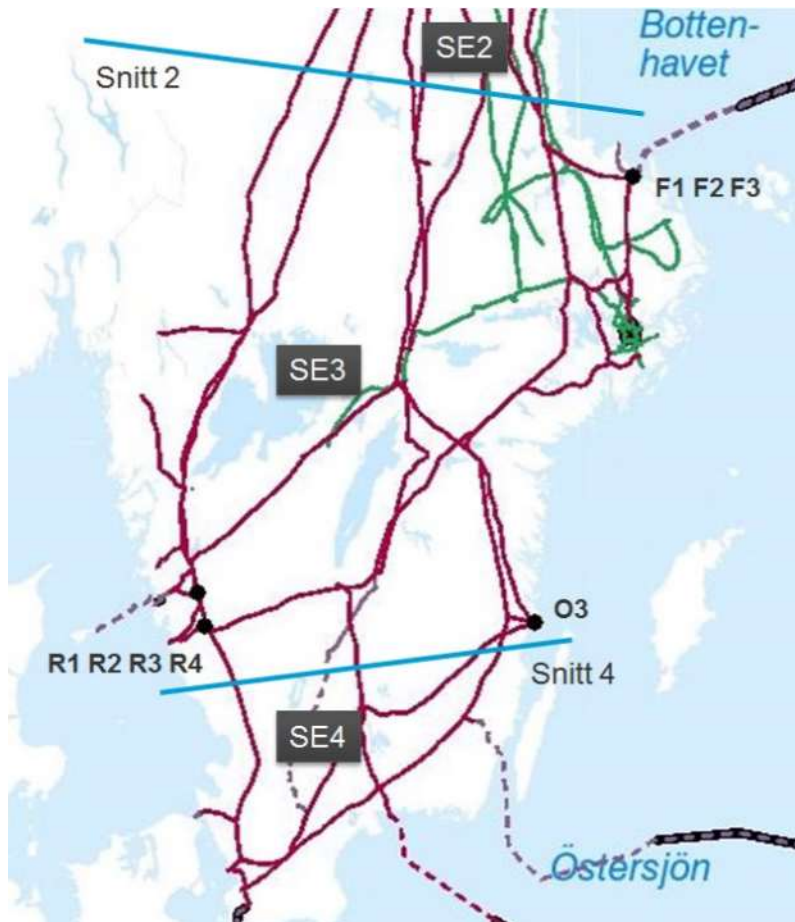 SE2
Botten-
havet
Snitt 2
F1 F2 F3
SE3
O3
R1 R2 R3 R4
Snitt 4
SE4
Östersjön